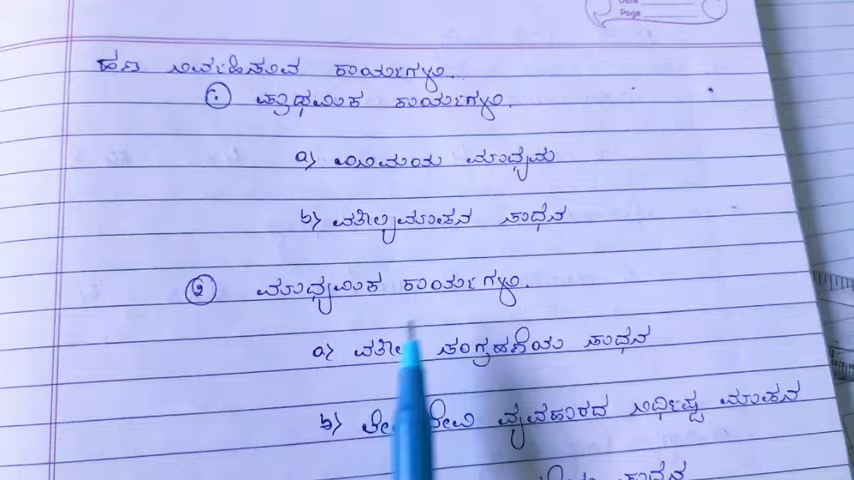 Page
ಹಣ ನಿರ್ವಹಿಸುವ ಕಾರ್ಯಗಳು.
① ಪ್ರಾಥಮಿಕ ಕಾರ್ಯಗಳು.
a) ವಿನಿಮಯ ಮಾಧ್ಯಮ
b) ಮೌಲ್ಯಮಾಪನ ಸಾಧನ
② ಮಾಧ್ಯಮಿಕ ಕಾರ್ಯಗಳು.
a) ಸಂಗ್ರಹಣೆಯ ಸಾಧನ
b) ವ್ಯವಹಾರದ ನಿರ್ಧಿಷ್ಟ ಮಾಪನ
ಸಾಧನ